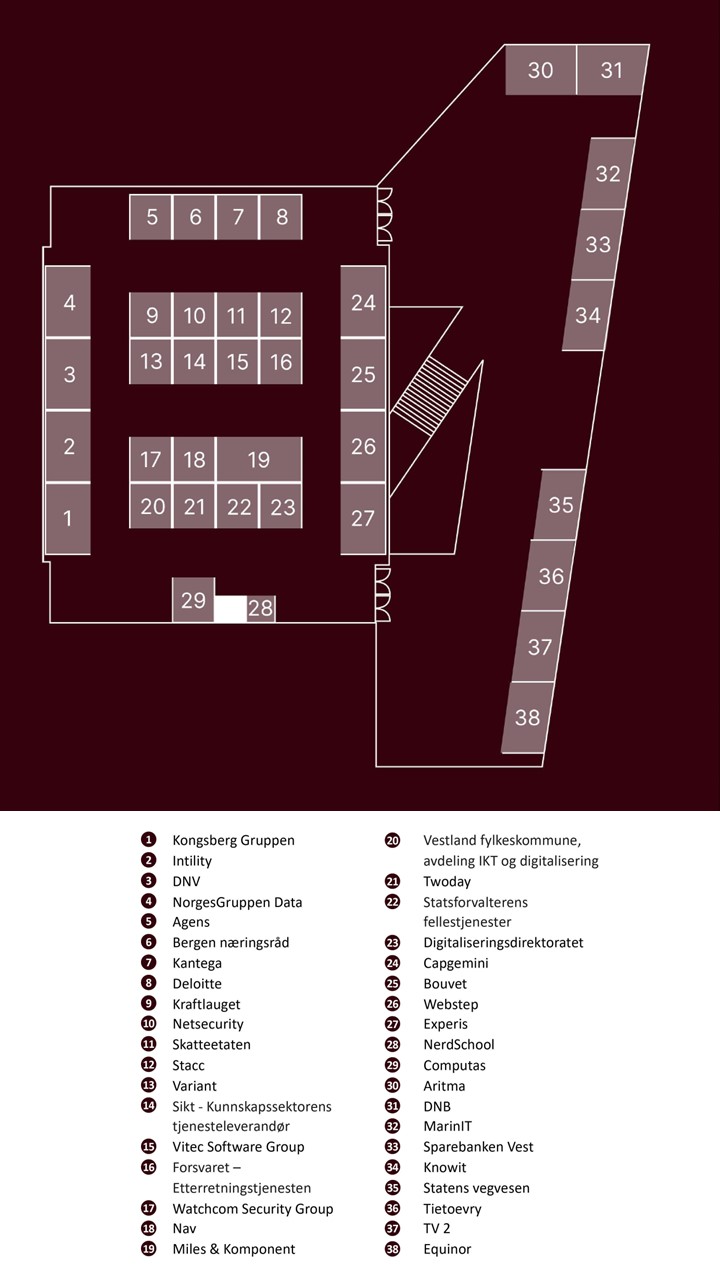 30 31
32
5 6 7 8
33
4 24
9 10 11 12
34
13 14 15 16
3 25
2 26
17 18 19
35
20 21 22 23
1 27
36
29 28
37
38
1 Kongsberg Gruppen
2 Intility
3 DNV
4 NorgesGruppen Data
5 Agens
6 Bergen næringsråd
7 Kantega
8 Deloitte
9 Kraftlauget
10 Netsecurity
11 Skatteetaten
12 Stacc
13 Variant
14 Sikt - Kunnskapssektorens
tjenesteleverandør
15 Vitec Software Group
16 Forsvaret –
Etterretningstjenesten
17 Watchcom Security Group
18 Nav
19 Miles & Komponent
20 Vestland fylkeskommune,
avdeling IKT og digitalisering
21 Twoday
22 Statsforvalterens
fellestjenester
23 Digitaliseringsdirektoratet
24 Capgemini
25 Bouvet
26 Webstep
27 Experis
28 NerdSchool
29 Computas
30 Aritma
31 DNB
32 MarinIT
33 Sparebanken Vest
34 Knowit
35 Statens vegvesen
36 Tietoevry
37 TV 2
38 Equinor